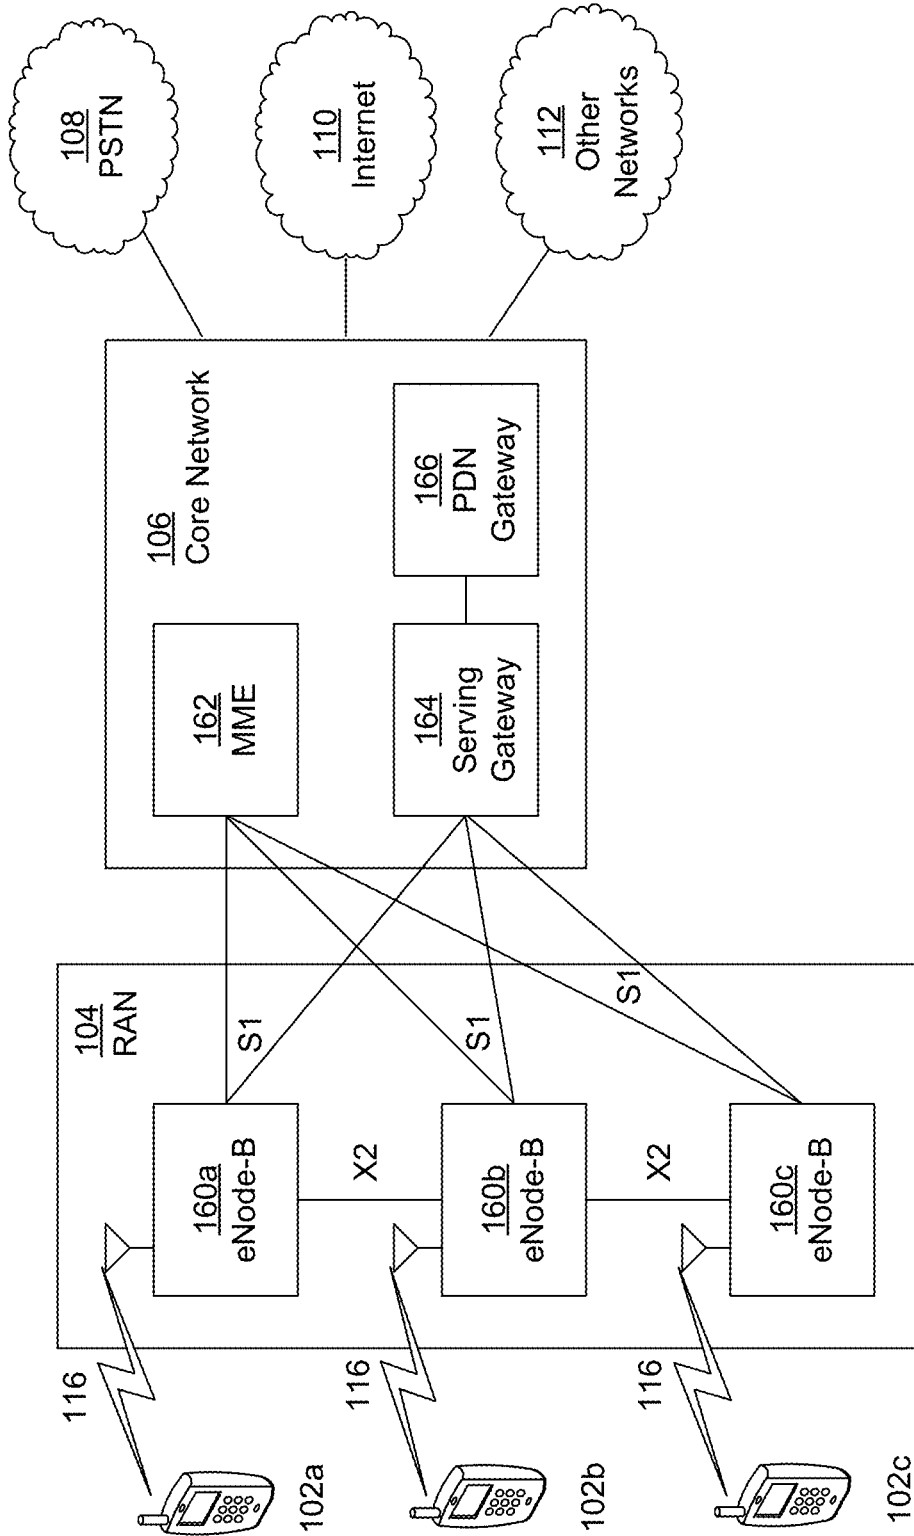 102a
102b
102c
116
116
116
104
RAN
160a
eNode-B
X2
160b
eNode-B
X2
160c
eNode-B
S1
S1
S1
106
Core Network
162
MME
164
Serving
Gateway
166
PDN
Gateway
108
PSTN
110
Internet
112
Other
Networks